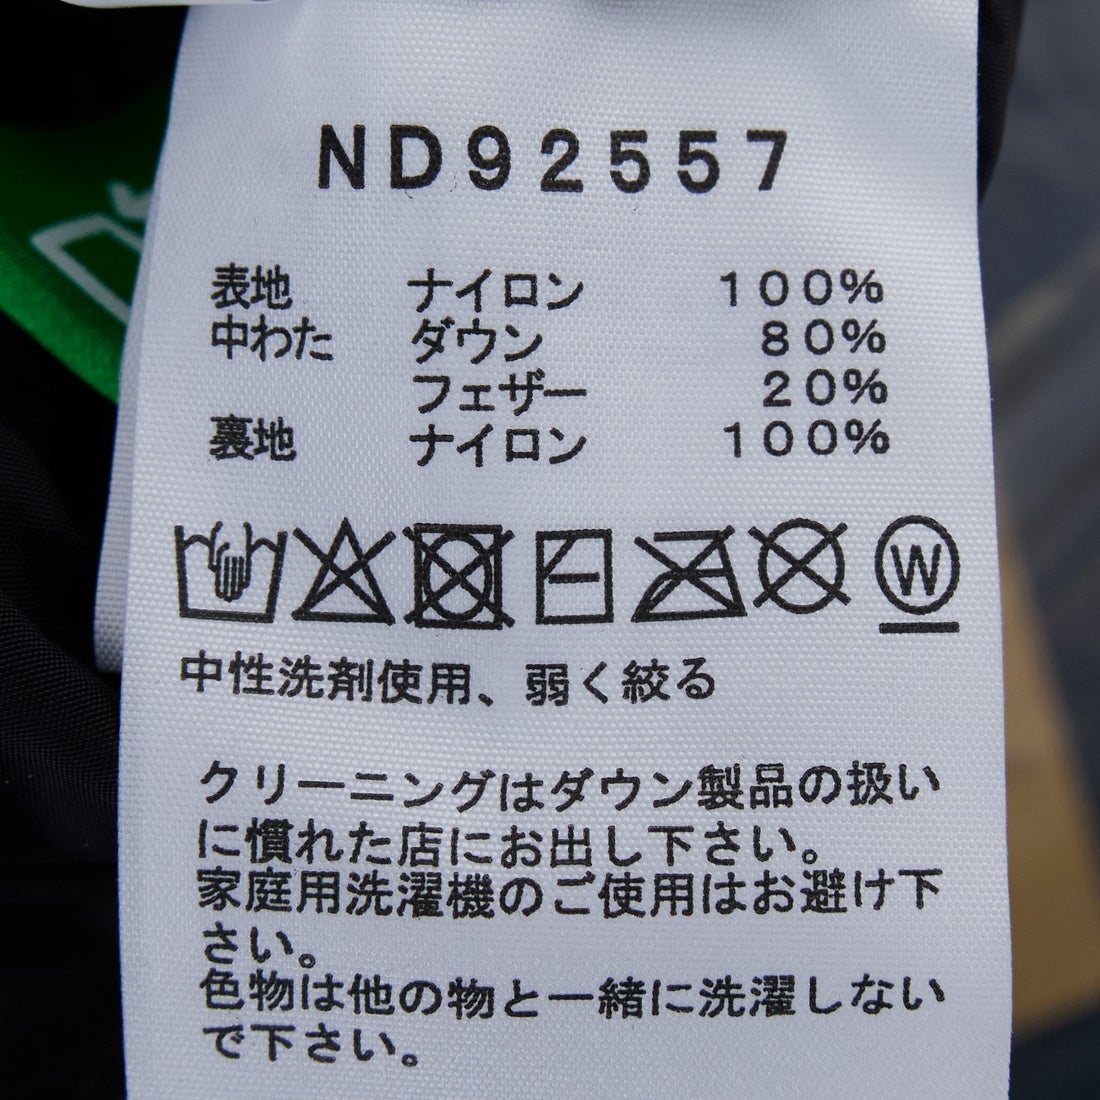 ND92557
表地 ナイロン 100%
中わた ダウン 80%
フェザー 20%
裏地 ナイロン 100%
W
中性洗剤使用、弱く絞る
クリーニングはダウン製品の扱い
に慣れた店にお出し下さい。
家庭用洗濯機のご使用はお避け下
さい。
色物は他の物と一緒に洗濯しない
で下さい。